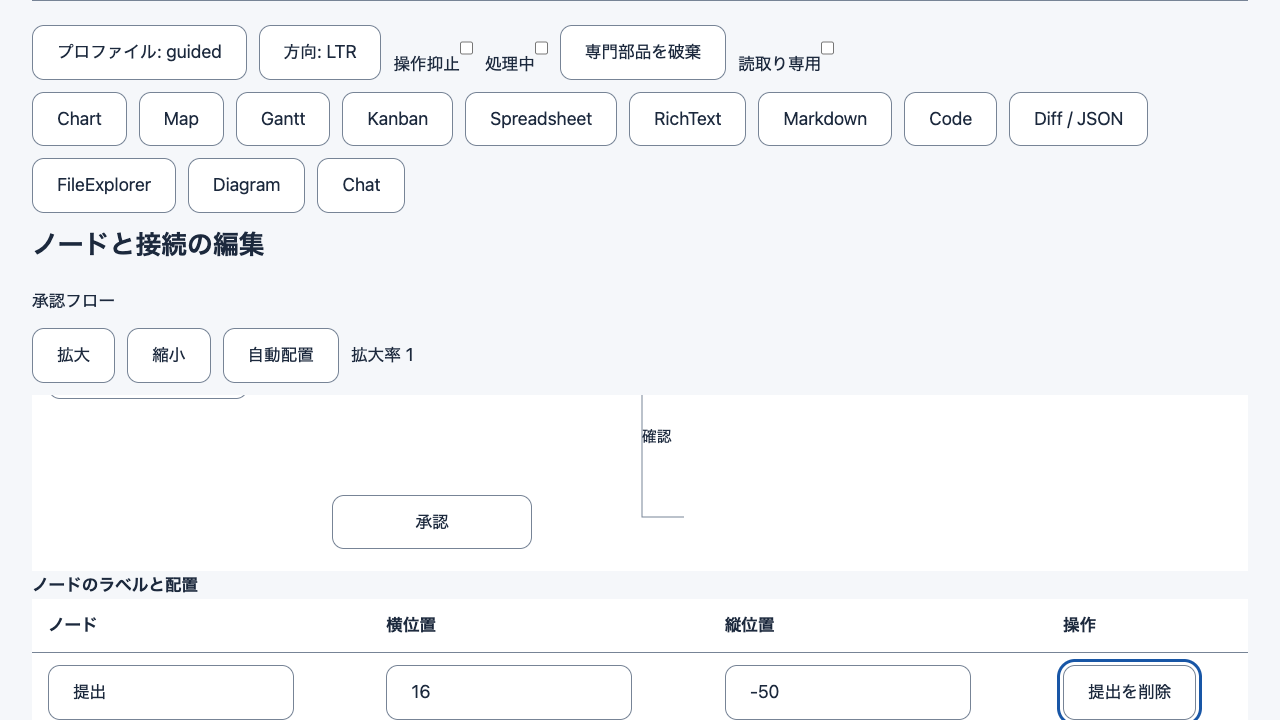 プロファイル: guided 方向: LTR 操作抑止 処理中 専門部品を破棄 読取り専用
Chart Map Gantt Kanban Spreadsheet RichText Markdown Code Diff / JSON
FileExplorer Diagram Chat
ノードと接続の編集
承認フロー
拡大 縮小 自動配置 拡大率 1
確認
承認
ノードのラベルと配置
ノード 横位置 縦位置 操作
提出 16 -50 提出を削除